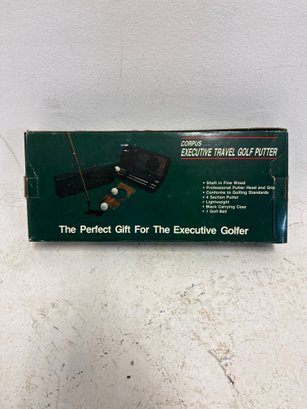 CORPUS
EXECUTIVE TRAVEL GOLF PUTTER
• Shaft in Fine Wood
• Professional Putter Head and Grip
• Conforms to Golfing Standards
• 4 Section Putter
• Lightweight
• Black Carrying Case
• 1 Golf Ball
The Perfect Gift For The Executive Golfer